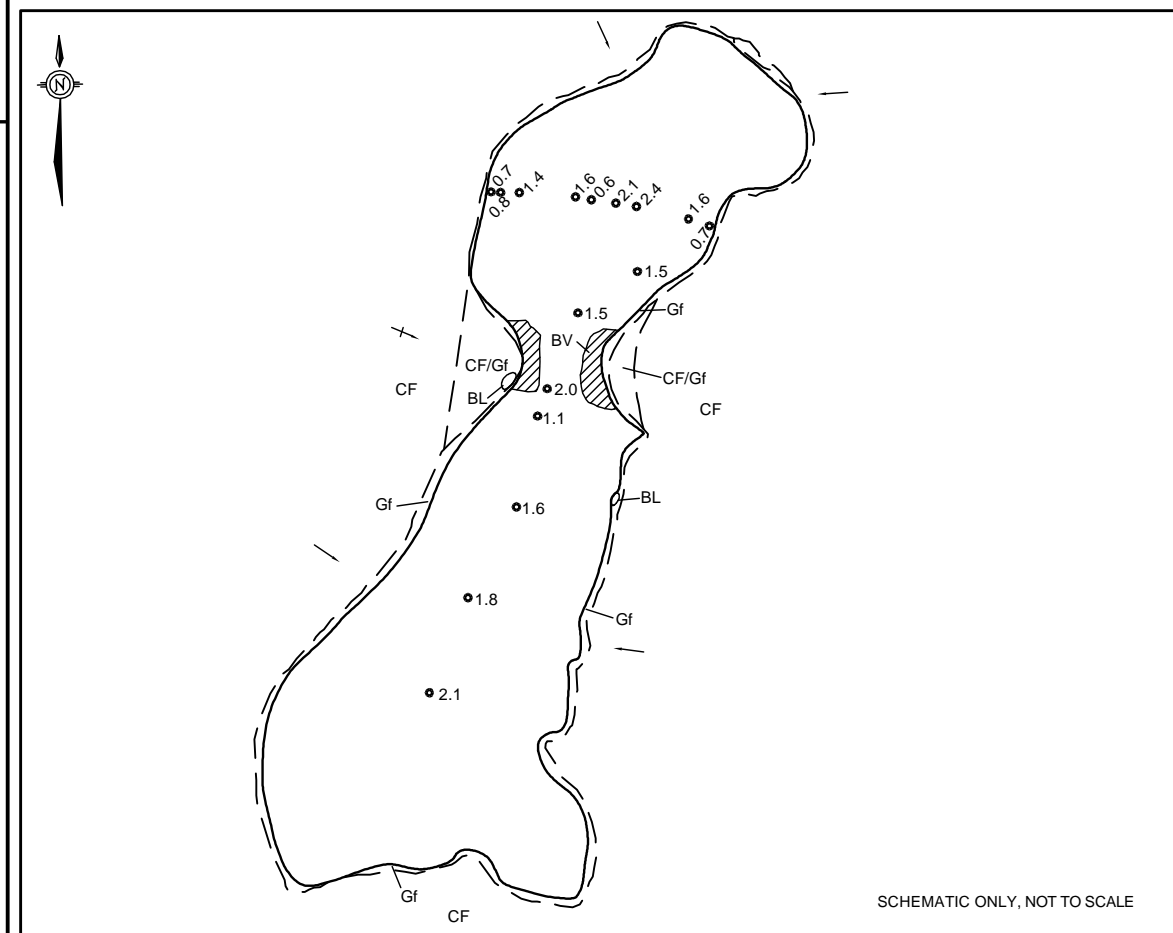 N
0.7
0.8
1.4
1.6
0.6
2.1
2.4
1.6
0.7
1.5
1.5
Gf
BV
CF/Gf
CF/Gf
CF
BL
2.0
CF
1.1
Gf
1.6
BL
1.8
Gf
2.1
Gf
CF
SCHEMATIC ONLY, NOT TO SCALE